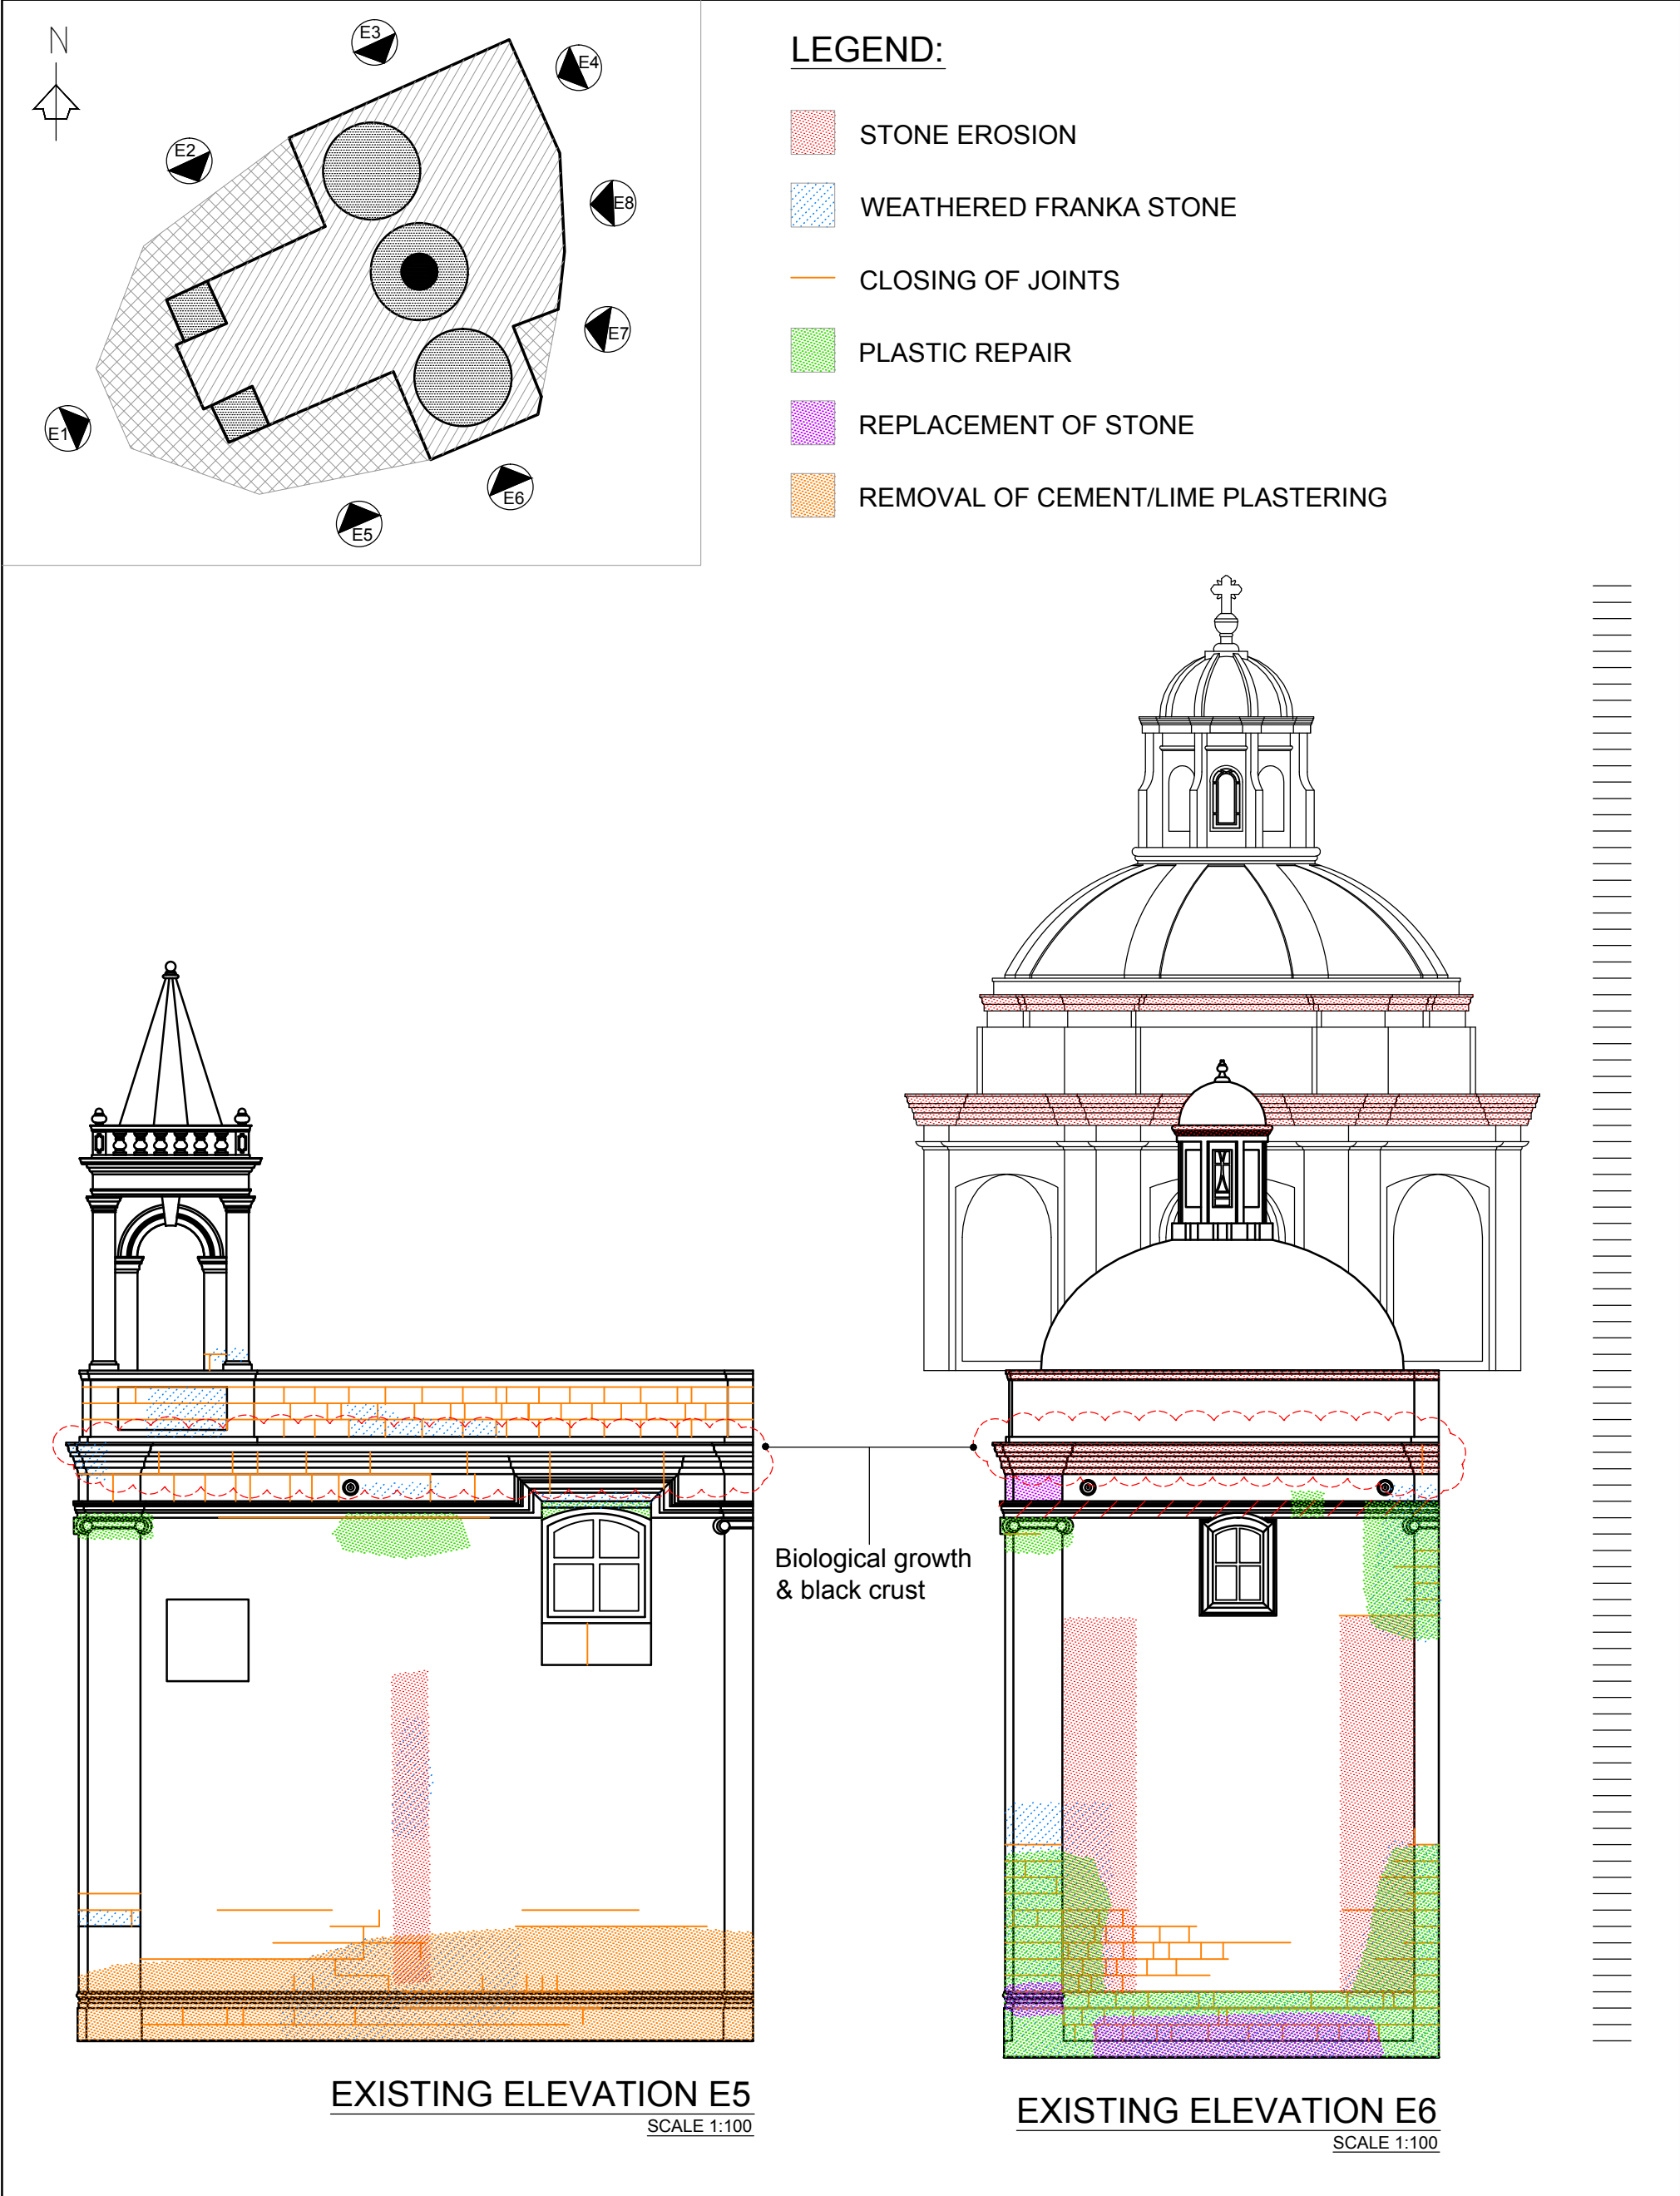 N
E3
E4
E2
E8
E7
E1
E6
E5
LEGEND:
STONE EROSION
WEATHERED FRANKA STONE
CLOSING OF JOINTS
PLASTIC REPAIR
REPLACEMENT OF STONE
REMOVAL OF CEMENT/LIME PLASTERING
Biological growth
& black crust
EXISTING ELEVATION E5
SCALE 1:100
EXISTING ELEVATION E6
SCALE 1:100